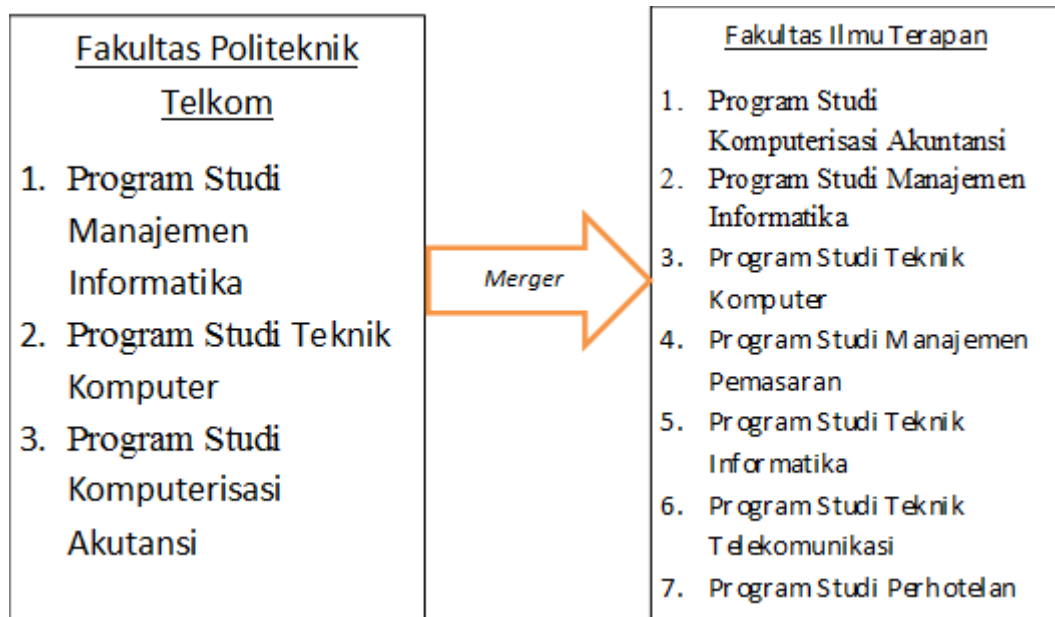 Fakultas Politeknik
Telkom
1. Program Studi
Manajemen
Informatika
2. Program Studi Teknik
Komputer
3. Program Studi
Komputerisasi
Akutansi
Merger
Fakultas Ilmu Terapan
1. Program Studi
Komputerisasi Akuntansi
2. Program Studi Manajemen
Informatika
3. Program Studi Teknik
Komputer
4. Program Studi Manajemen
Pemasaran
5. Program Studi Teknik
Informatika
6. Program Studi Teknik
Telekomunikasi
7. Program Studi Perhotelan